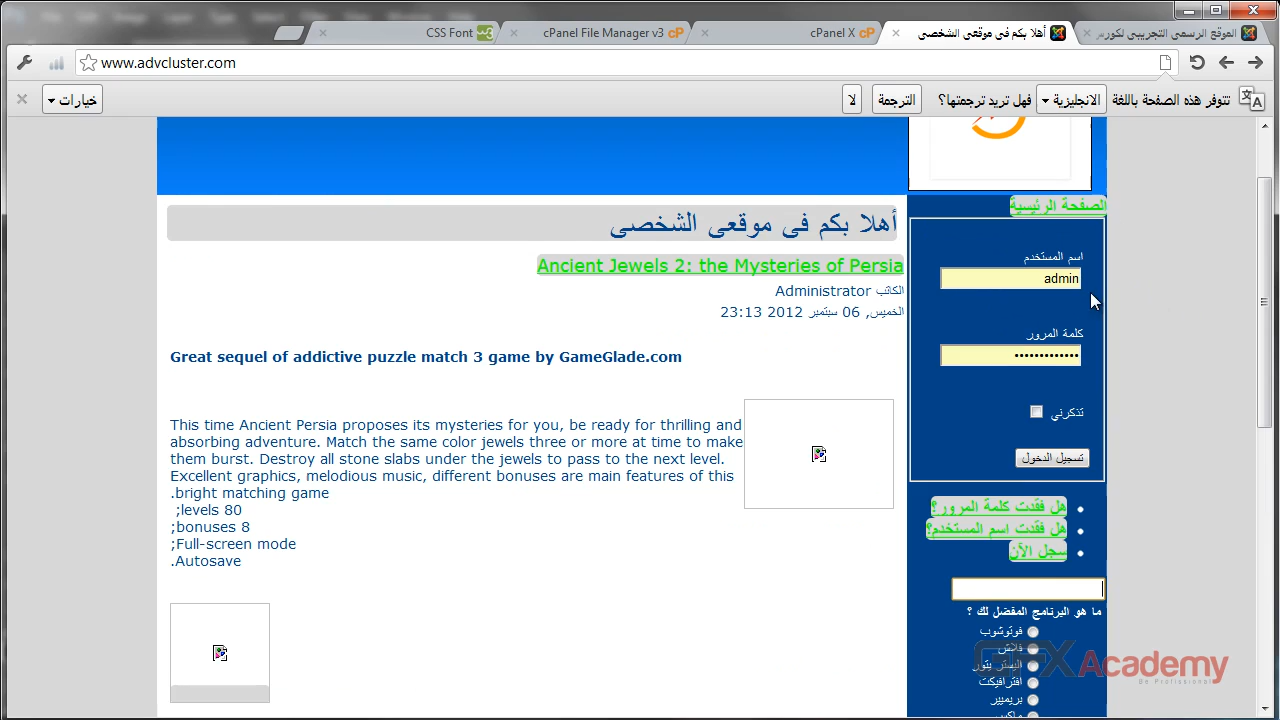 الموقع الرسمى التجريبى لكورس
أهلا بكم فى موقعى الشخصى
cPanel X
cPanel File Manager v3
CSS Font
www.advcluster.com
تتوفر هذه الصفحة باللغة الانجليزية فهل تريد ترجمتها؟ الترجمة لا خيارات
الصفحة الرئيسية
أهلا بكم فى موقعى الشخصى
Ancient Jewels 2: the Mysteries of Persia
الكاتب Administrator
الخميس, 06 سبتمبر 2012 23:13
Great sequel of addictive puzzle match 3 game by GameGlade.com
This time Ancient Persia proposes its mysteries for you, be ready for thrilling and
absorbing adventure. Match the same color jewels three or more at time to make
them burst. Destroy all stone slabs under the jewels to pass to the next level.
Excellent graphics, melodious music, different bonuses are main features of this
.bright matching game
;levels 80
;bonuses 8
;Full-screen mode
.Autosave
اسم المستخدم
admin
كلمة المرور
•••••••••••••
تذكرني
تسجيل الدخول
هل فقدت كلمة المرور؟
هل فقدت اسم المستخدم؟
سجل الآن
ما هو البرنامج المفضل لك ؟
فوتوشوب
فلاش
افترافيكت
بريميير
GFX Academy
Be Professional